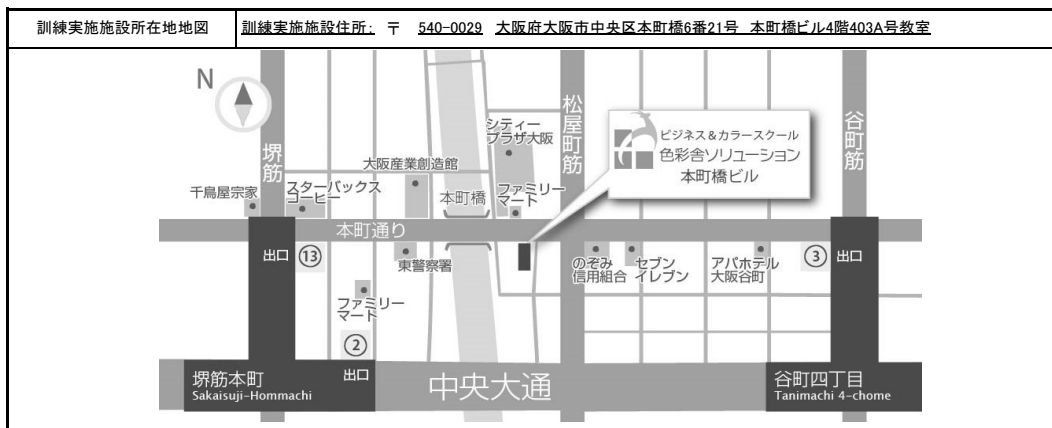 訓練実施施設所在地地図
訓練実施施設住所: 〒 540-0029 大阪府大阪市中央区本町橋6番21号 本町橋ビル4階403A号教室
N
堺筋
松屋町筋
谷町筋
シティー
プラザ大阪
ビジネス&カラースクール
色彩舎ソリューション
本町橋ビル
大阪産業創造館
千鳥屋宗家
スターバックス
コーヒー
本町橋
ファミリー
マート
本町通り
出口
⑬
東警察署
のぞみ
信用組合
セブン
イレブン
アパホテル
大阪谷町
③
出口
ファミリー
マート
②
出口
堺筋本町
Sakaisuji-Hommachi
中央大通
谷町四丁目
Tanimachi 4-chome